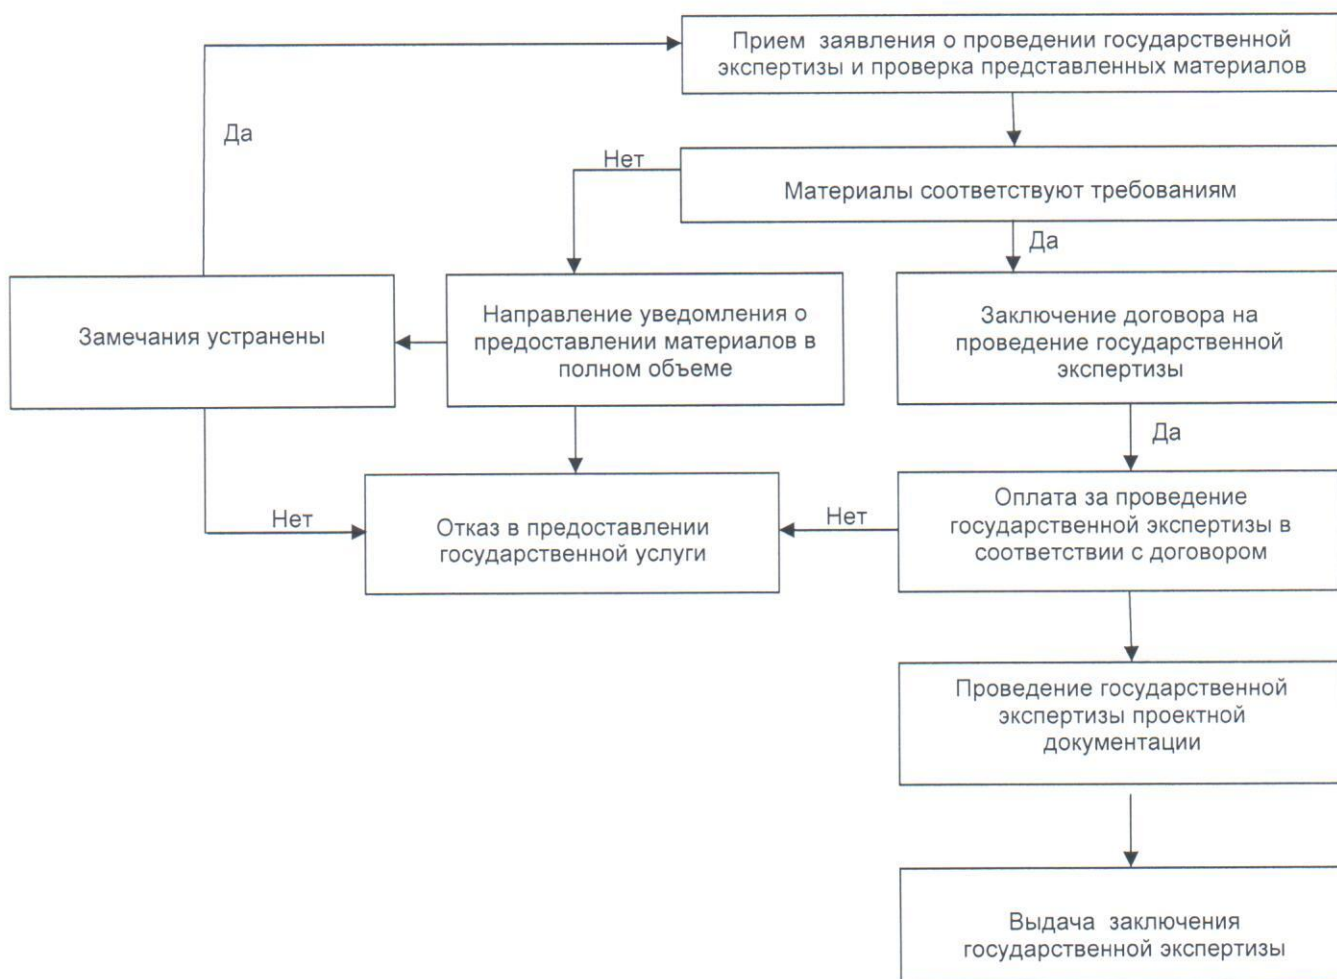 Прием заявления о проведении государственной
экспертизы и проверка представленных материалов
Да
Нет
Материалы соответствуют требованиям
Да
Замечания устранены
Направление уведомления о
предоставлении материалов в
полном объеме
Заключение договора на
проведение государственной
экспертизы
Да
Нет
Отказ в предоставлении
государственной услуги
Нет
Оплата за проведение
государственной экспертизы в
соответствии с договором
Проведение государственной
экспертизы проектной
документации
Выдача заключения
государственной экспертизы